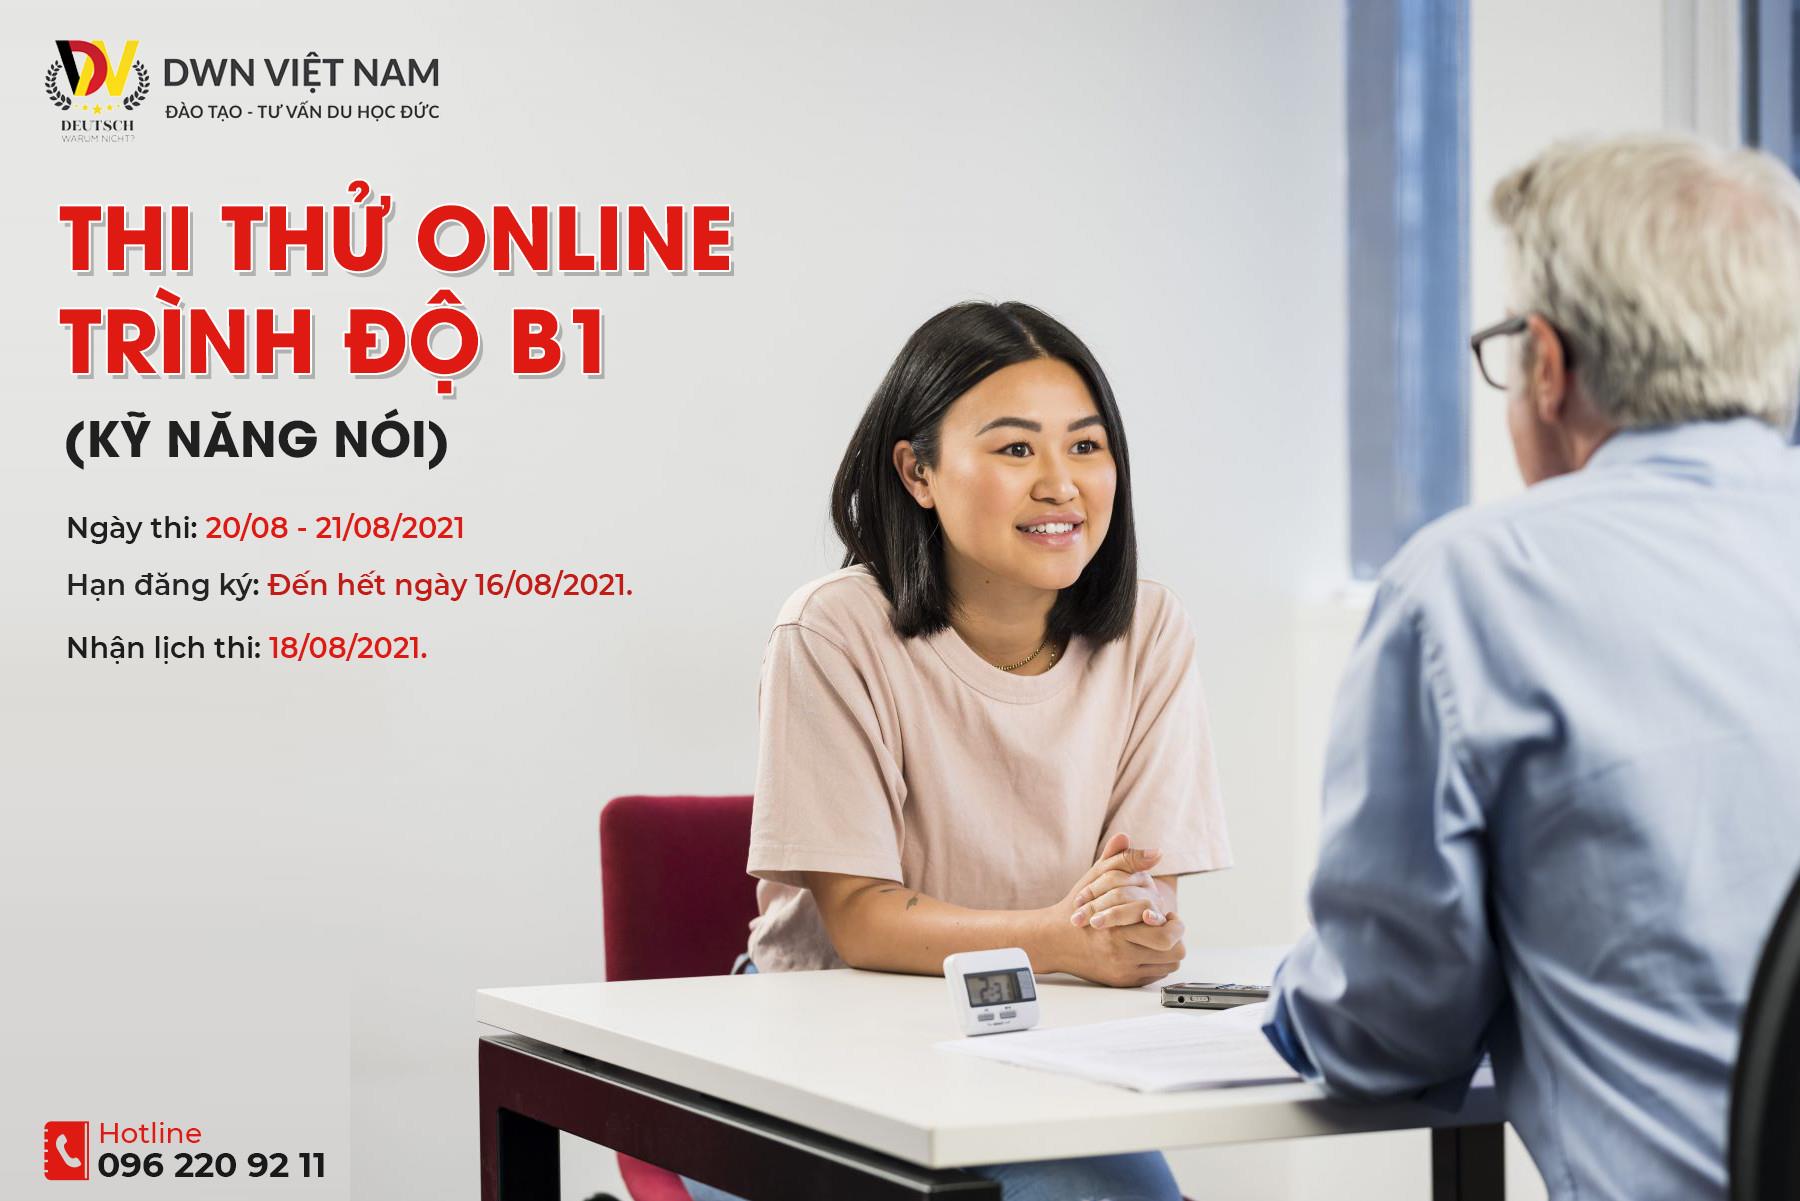 DWN VIỆT NAM
ĐÀO TẠO - TƯ VẤN DU HỌC ĐỨC
DEUTSCH
WARUM NICHT?
THI THỬ ONLINE
TRÌNH ĐỘ B1
(KỸ NĂNG NÓI)
Ngày thi: 20/08 - 21/08/2021
Hạn đăng ký: Đến hết ngày 16/08/2021.
Nhận lịch thi: 18/08/2021.
Hotline
096 220 92 11